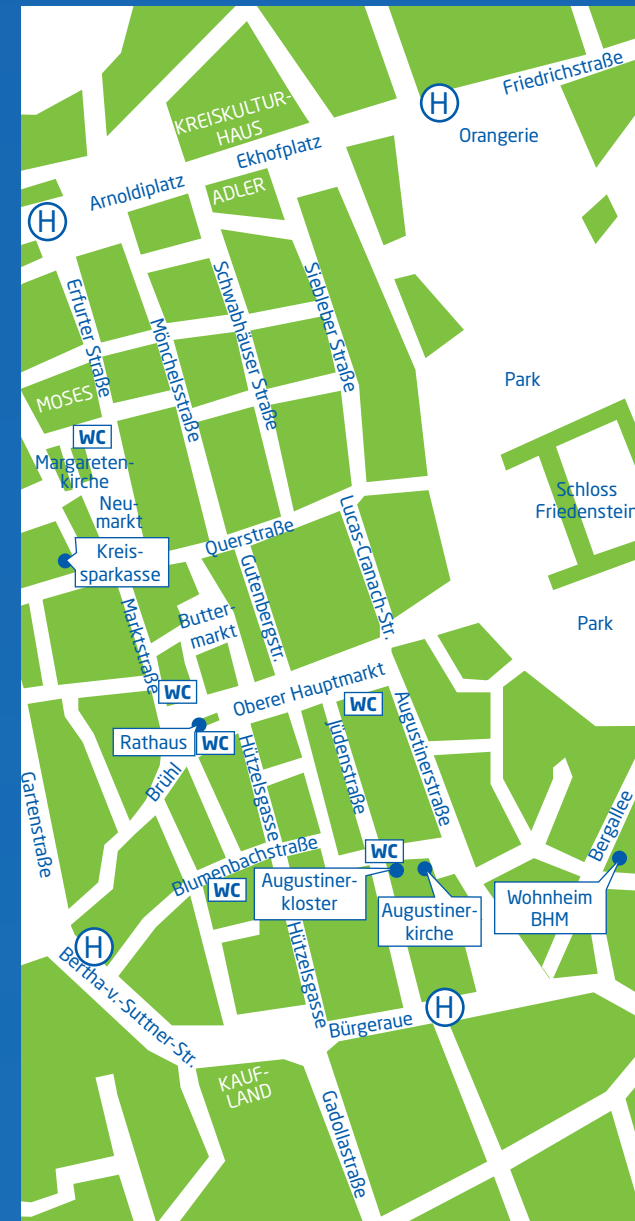 Friedrichstraße
H
KREISKULTUR-
HAUS
Orangerie
Ekhofplatz
Arnoldiplatz
ADLER
H
Erfurter Straße
Mönchelsstraße
Schwabhäuser Straße
Siebleber Straße
Park
MOSES
WC
Margareten-
kirche
Neu-
markt
Schloss
Friedenstein
Querstraße
Lucas-Cranach-Str.
Kreis-
sparkasse
Gutenbergstr.
Marktstraße
Butter-
markt
Park
WC
Oberer Hauptmarkt
WC
Rathaus
WC
Brühl
Hützelsgasse
Jüdenstraße
Augustinerstraße
Gartenstraße
Bergallee
Blumenbachstraße
WC
WC
Augustiner-
kloster
Augustiner-
kirche
Wohnheim
BHM
H
Bertha-v.-Suttner-Str.
Hützelsgasse
Bürgeraue
H
KAUF-
LAND
Gadollastraße